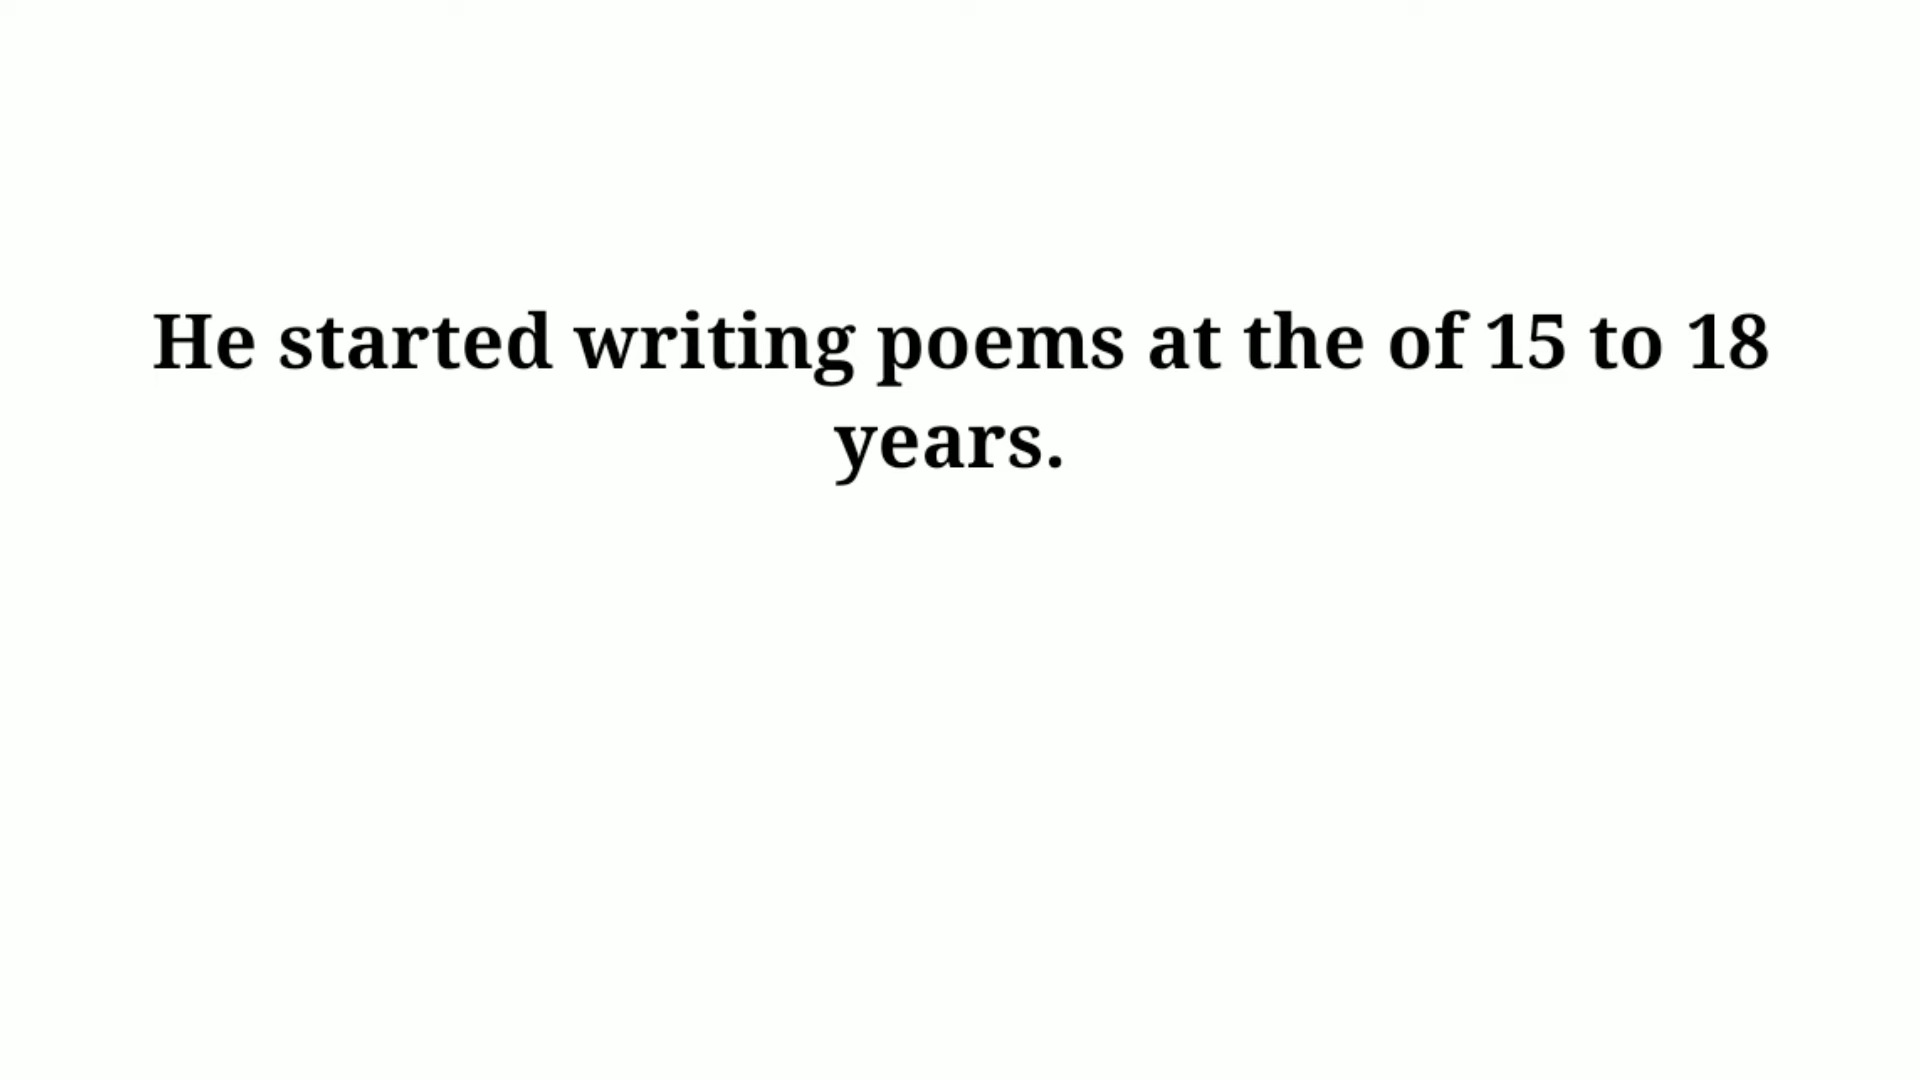 He started writing poems at the of 15 to 18
years.